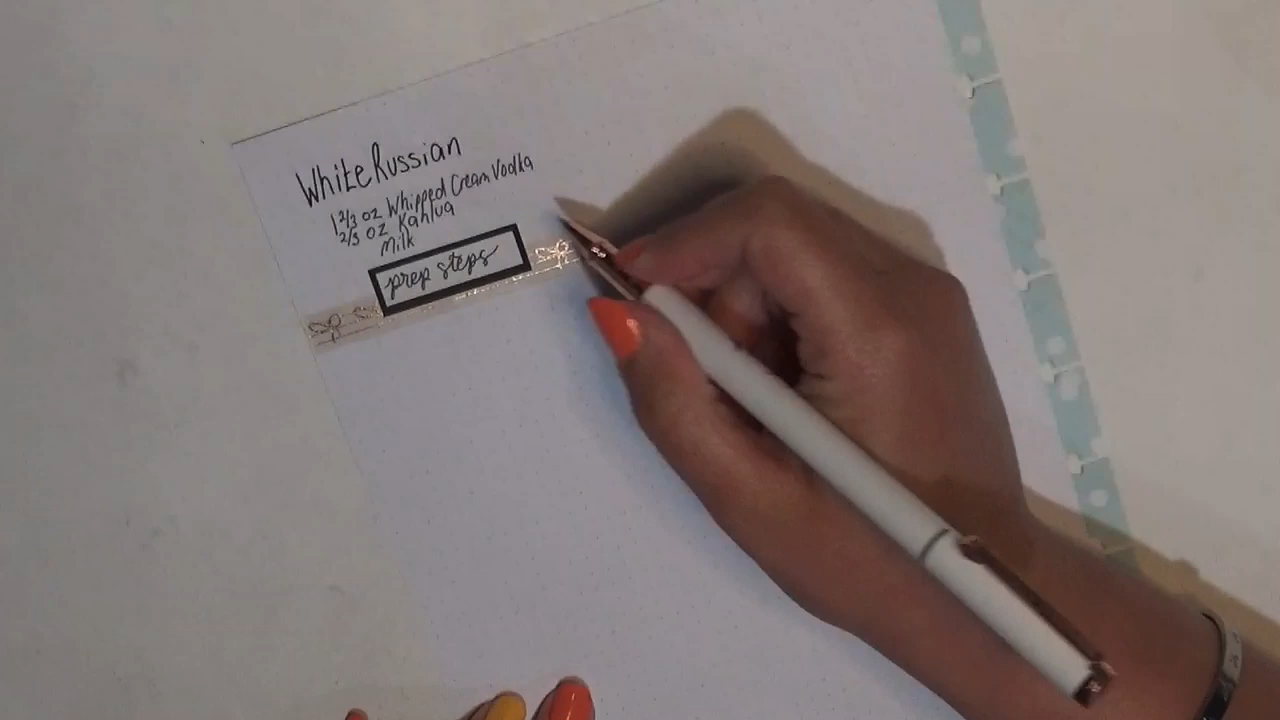 White Russian
1 2/3 oz Whipped Cream Vodka
2/3 oz Kahlua
Milk
prep steps